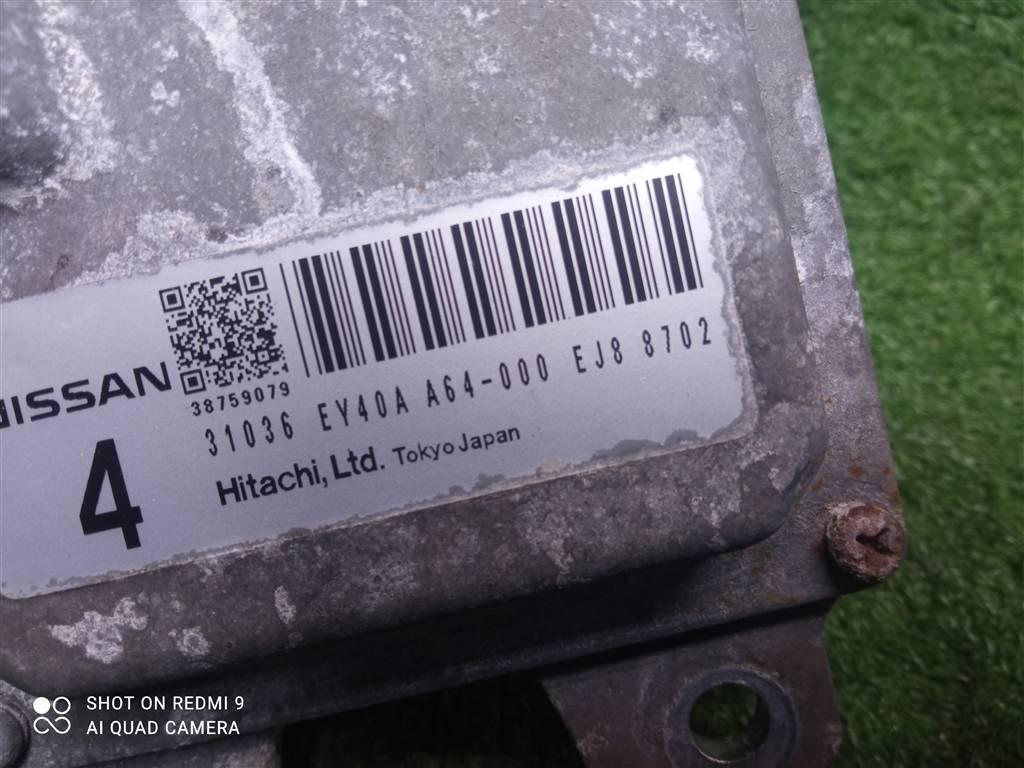 NISSAN
38759079
31036 EY40A A64-000 EJ8 8702
4
Hitachi, Ltd. Tokyo Japan
SHOT ON REDMI 9
AI QUAD CAMERA